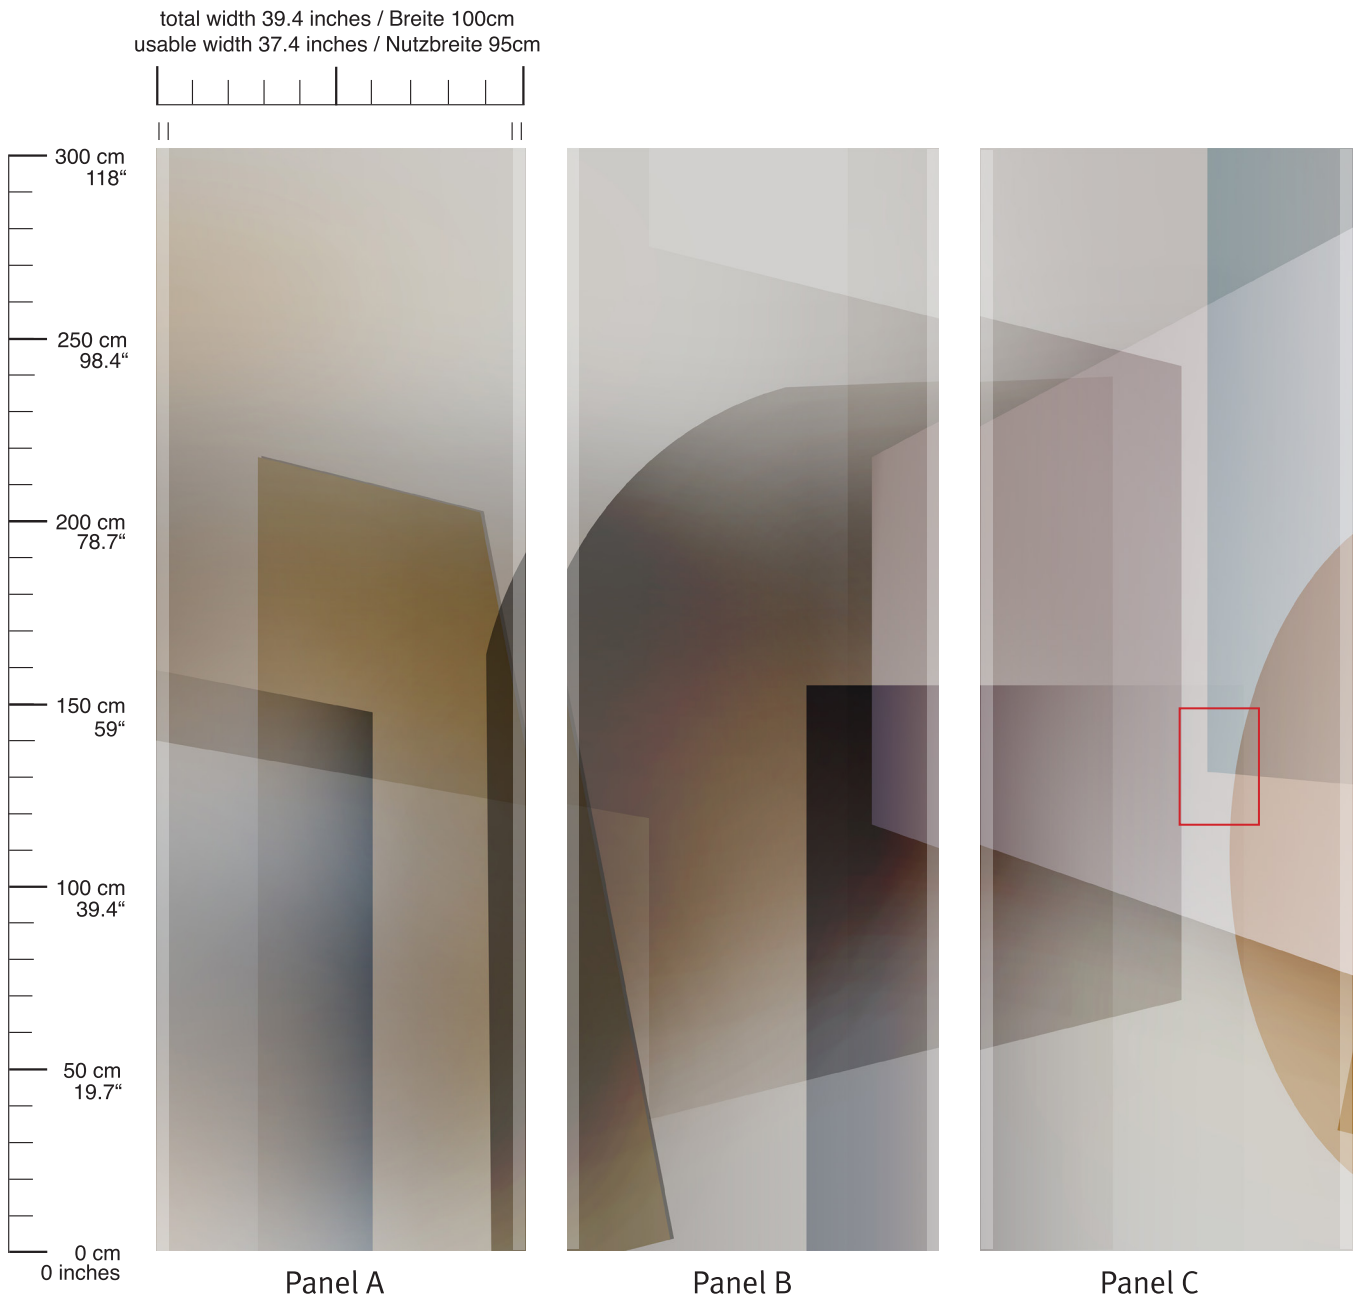 total width 39.4 inches / Breite 100cm
usable width 37.4 inches / Nutzbreite 95cm
300 cm
118“
250 cm
98.4“
200 cm
78.7“
150 cm
59“
100 cm
39.4“
50 cm
19.7“
0 cm
0 inches
Panel A
Panel B
Panel C